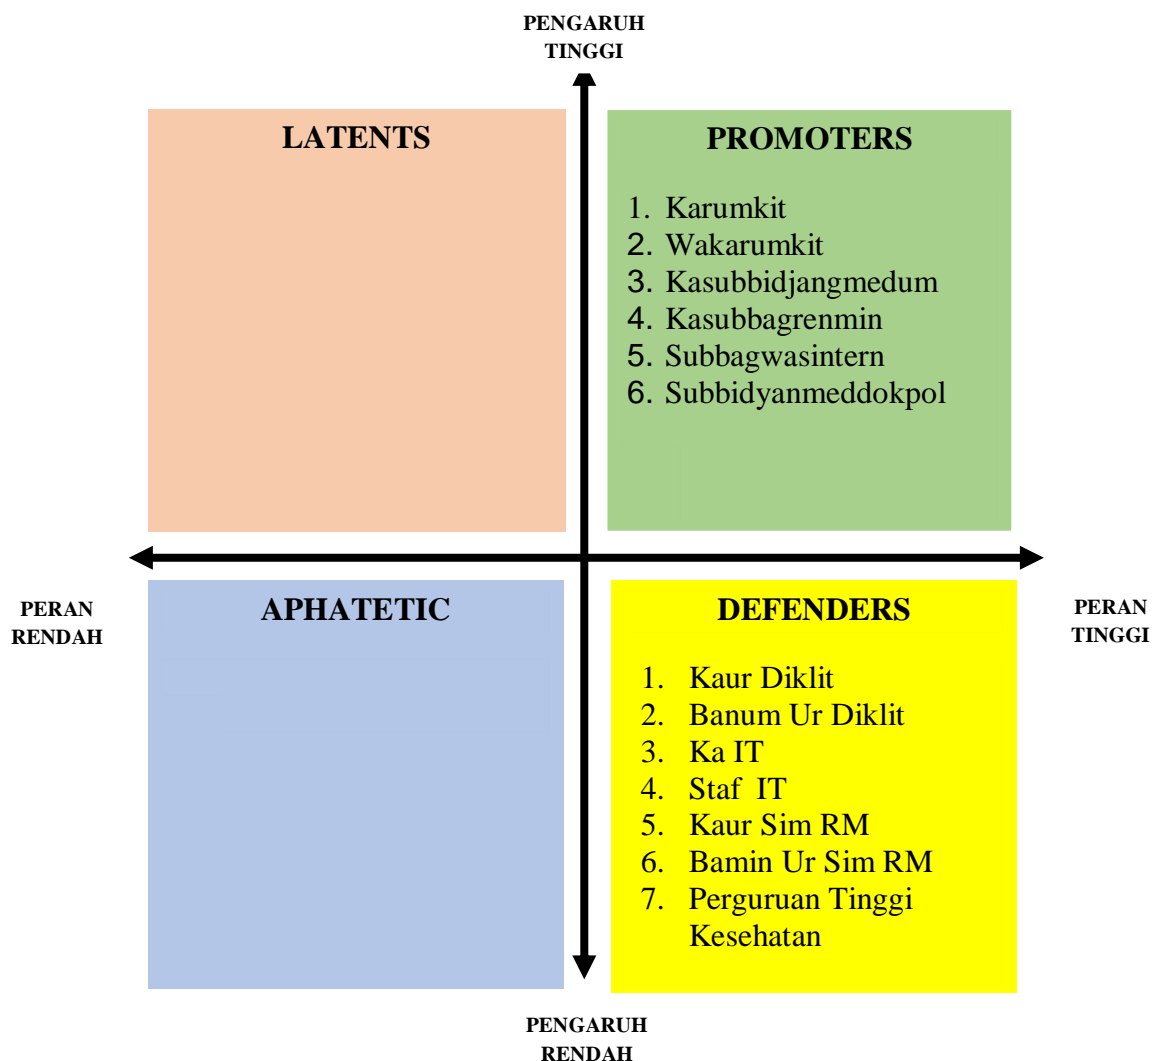 PENGARUH
TINGGI
LATENTS
PROMOTERS
1. Karumkit
2. Wakarumkit
3. Kasubbidjangmedum
4. Kasubbagrenmin
5. Subbagwasintern
6. Subbidyanmeddokpol
PERAN
RENDAH
APHATETIC
DEFENDERS
1. Kaur Diklit
2. Banum Ur Diklit
3. Ka IT
4. Staf IT
5. Kaur Sim RM
6. Bamin Ur Sim RM
7. Perguruan Tinggi
Kesehatan
PERAN
TINGGI
PENGARUH
RENDAH